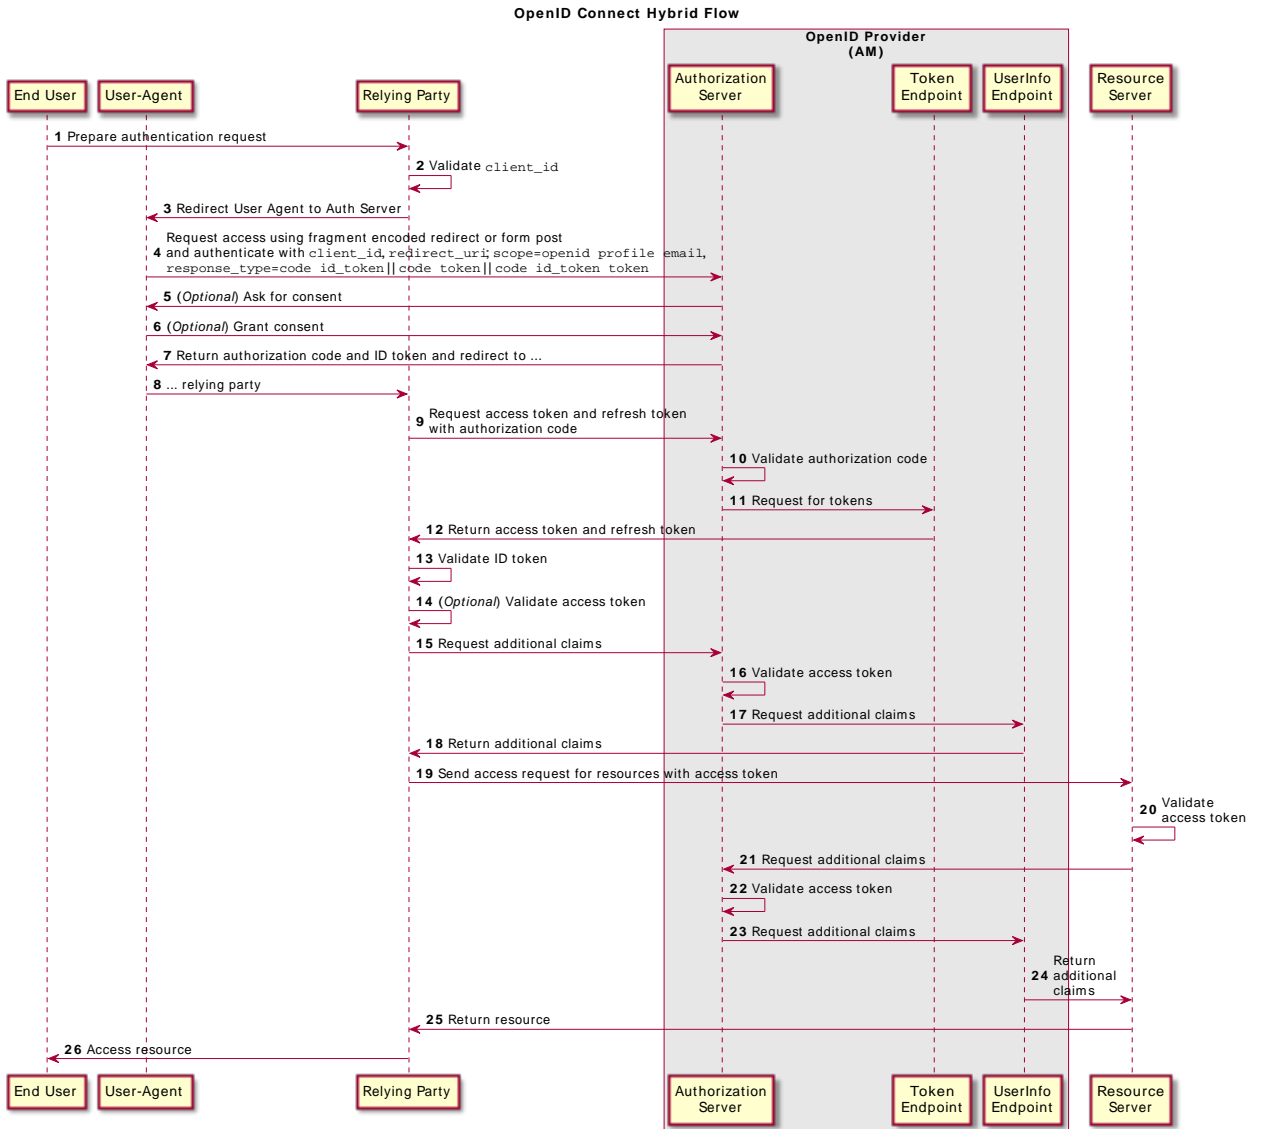 OpenID Connect Hybrid Flow
OpenID Provider
(AM)
End User
User-Agent
Relying Party
Authorization
Server
Token
Endpoint
UserInfo
Endpoint
Resource
Server
1 Prepare authentication request
2 Validate client_id
3 Redirect User Agent to Auth Server
Request access using fragment encoded redirect or form post
4 and authenticate with client_id, redirect_uri; scope=openid profile email,
response_type=code id_token||code token||code id_token token
5 (Optional) Ask for consent
6 (Optional) Grant consent
7 Return authorization code and ID token and redirect to ...
8 ... relying party
9 Request access token and refresh token
with authorization code
10 Validate authorization code
11 Request for tokens
12 Return access token and refresh token
13 Validate ID token
14 (Optional) Validate access token
15 Request additional claims
16 Validate access token
17 Request additional claims
18 Return additional claims
19 Send access request for resources with access token
20 Validate
access token
21 Request additional claims
22 Validate access token
23 Request additional claims
Return
24 additional
claims
25 Return resource
26 Access resource
End User
User-Agent
Relying Party
Authorization
Server
Token
Endpoint
UserInfo
Endpoint
Resource
Server